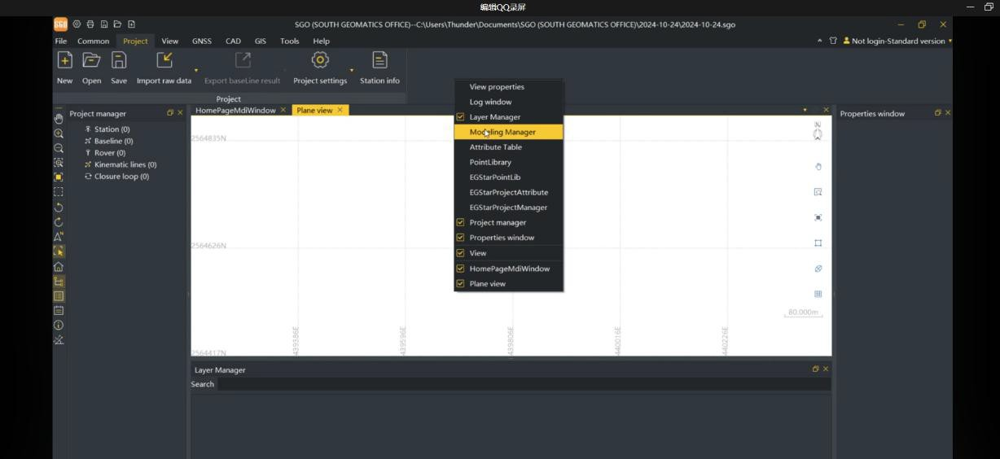 编辑QQ录屏
SGO
SGO (SOUTH GEOMATICS OFFICE)--C:\Users\Thunder\Documents\SGO (SOUTH GEOMATICS OFFICE)\2024-10-24\2024-10-24.sgo
File Common Project View GNSS CAD GIS Tools Help
Not login-Standard version
New Open Save Import raw data Export baseLine result Project settings Station info
Project
Project manager
Station (0)
Baseline (0)
Rover (0)
Kinematic lines (0)
Closure loop (0)
HomePageMdiWindow Plane view
View properties
Log window
Layer Manager
Modeling Manager
Attribute Table
PointLibrary
EGStarPointLib
EGStarProjectAttribute
EGStarProjectManager
Project manager
Properties window
View
HomePageMdiWindow
Plane view
2564835N
2564626N
2564417N
439386E
439596E
439806E
440016E
440226E
N
80.000m
Properties window
Layer Manager
Search